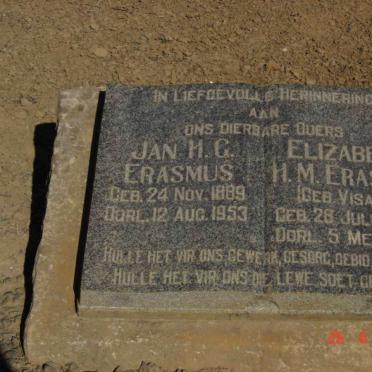 IN LIEFDEVOLLE HERINNERING
AAN
ONS DIERBARE OUERS
JAN H.G.
ERASMUS
GEB. 24 NOV. 1889
OORL. 12 AUG. 1953
ELIZABE
H.M. ERAS
(GEB. VISA
GEB. 28 JUL
OORL. 5 ME
HULLE HET VIR ONS GEWERK, GESORG, GEBID
HULLE HET VIR ONS DIE LEWE SOET G